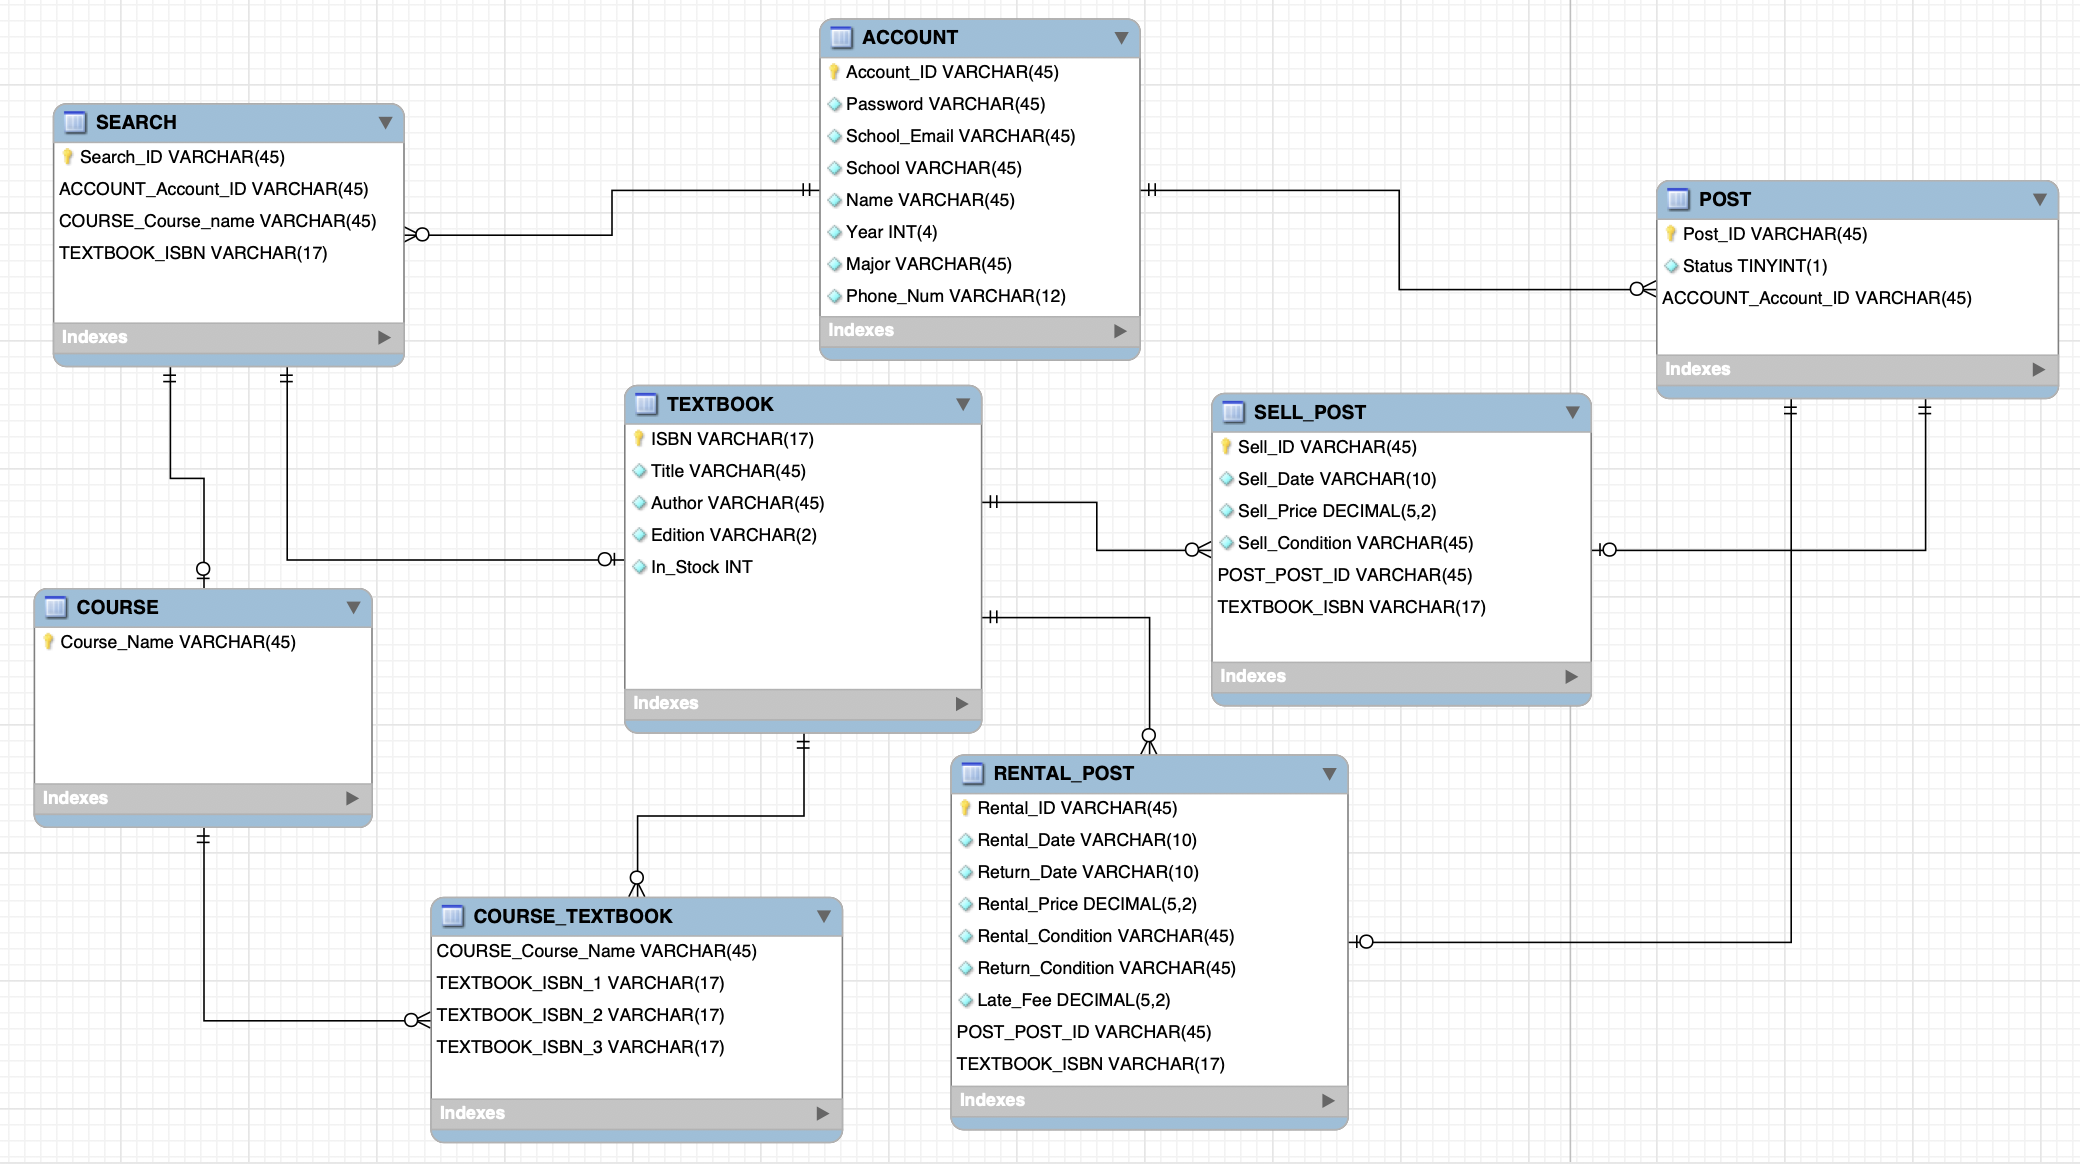 ACCOUNT
Account_ID VARCHAR(45)
Password VARCHAR(45)
School_Email VARCHAR(45)
School VARCHAR(45)
Name VARCHAR(45)
Year INT(4)
Major VARCHAR(45)
Phone_Num VARCHAR(12)
Indexes
SEARCH
Search_ID VARCHAR(45)
ACCOUNT_Account_ID VARCHAR(45)
COURSE_Course_name VARCHAR(45)
TEXTBOOK_ISBN VARCHAR(17)
Indexes
POST
Post_ID VARCHAR(45)
Status TINYINT(1)
ACCOUNT_Account_ID VARCHAR(45)
Indexes
TEXTBOOK
ISBN VARCHAR(17)
Title VARCHAR(45)
Author VARCHAR(45)
Edition VARCHAR(2)
In_Stock INT
Indexes
SELL_POST
Sell_ID VARCHAR(45)
Sell_Date VARCHAR(10)
Sell_Price DECIMAL(5,2)
Sell_Condition VARCHAR(45)
POST_POST_ID VARCHAR(45)
TEXTBOOK_ISBN VARCHAR(17)
Indexes
COURSE
Course_Name VARCHAR(45)
Indexes
RENTAL_POST
Rental_ID VARCHAR(45)
Rental_Date VARCHAR(10)
Return_Date VARCHAR(10)
Rental_Price DECIMAL(5,2)
Rental_Condition VARCHAR(45)
Return_Condition VARCHAR(45)
Late_Fee DECIMAL(5,2)
POST_POST_ID VARCHAR(45)
TEXTBOOK_ISBN VARCHAR(17)
Indexes
COURSE_TEXTBOOK
COURSE_Course_Name VARCHAR(45)
TEXTBOOK_ISBN_1 VARCHAR(17)
TEXTBOOK_ISBN_2 VARCHAR(17)
TEXTBOOK_ISBN_3 VARCHAR(17)
Indexes